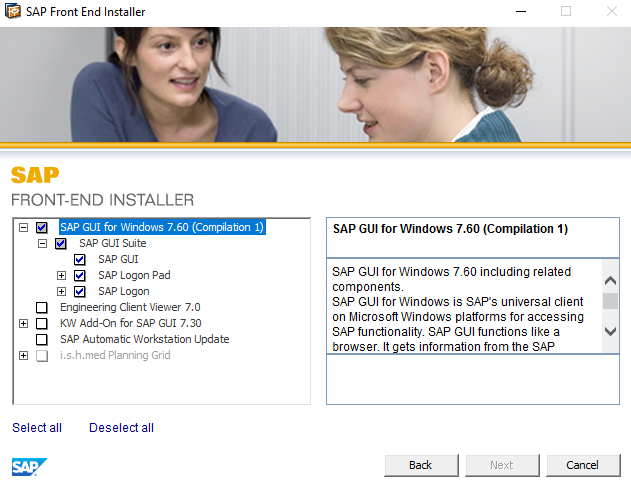 SAP Front End Installer
SAP
FRONT-END INSTALLER
SAP GUI for Windows 7.60 (Compilation 1)
SAP GUI Suite
SAP GUI
SAP Logon Pad
SAP Logon
Engineering Client Viewer 7.0
KW Add-On for SAP GUI 7.30
SAP Automatic Workstation Update
i.s.h.med Planning Grid
SAP GUI for Windows 7.60 (Compilation 1)
SAP GUI for Windows 7.60 including related
components.
SAP GUI for Windows is SAP's universal client
on Microsoft Windows platforms for accessing
SAP functionality. SAP GUI functions like a
browser. It gets information from the SAP
Select all
Deselect all
SAP
Back
Next
Cancel